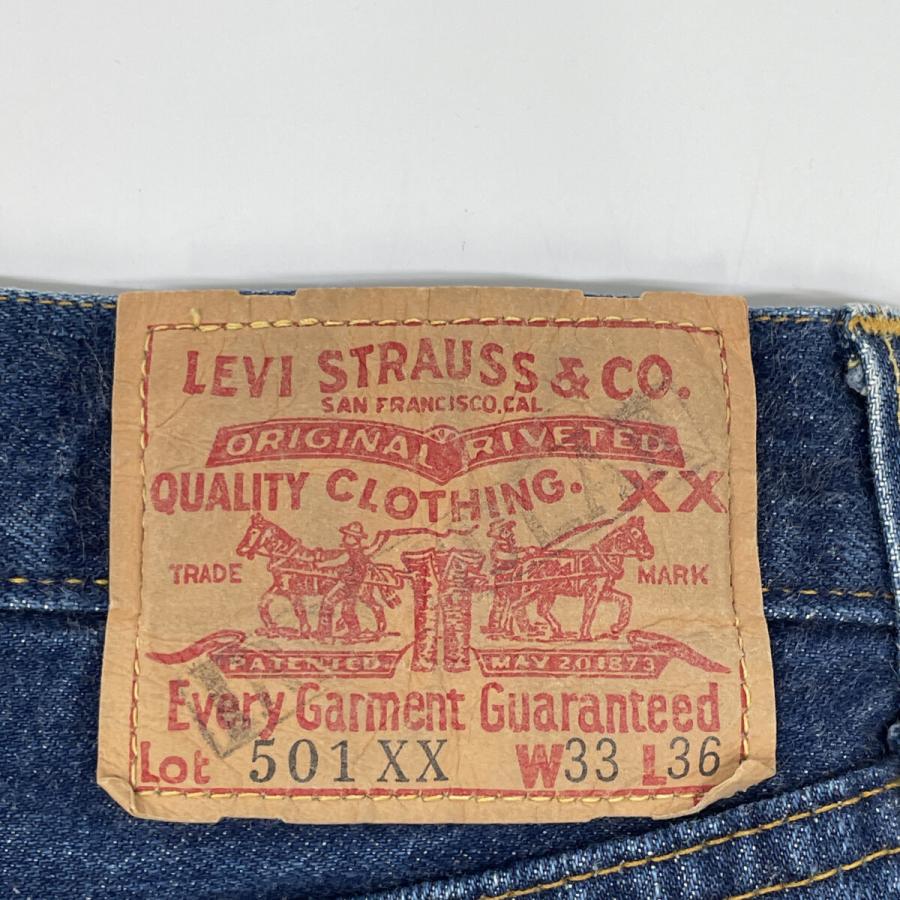 LEVI STRAUSS & CO.
SAN FRANCISCO, CAL
ORIGINAL RIVETED
QUALITY CLOTHING. XX
TRADE MARK
PATENTED MAY 20 1873
Every Garment Guaranteed
Lot 501 XX W33 L36